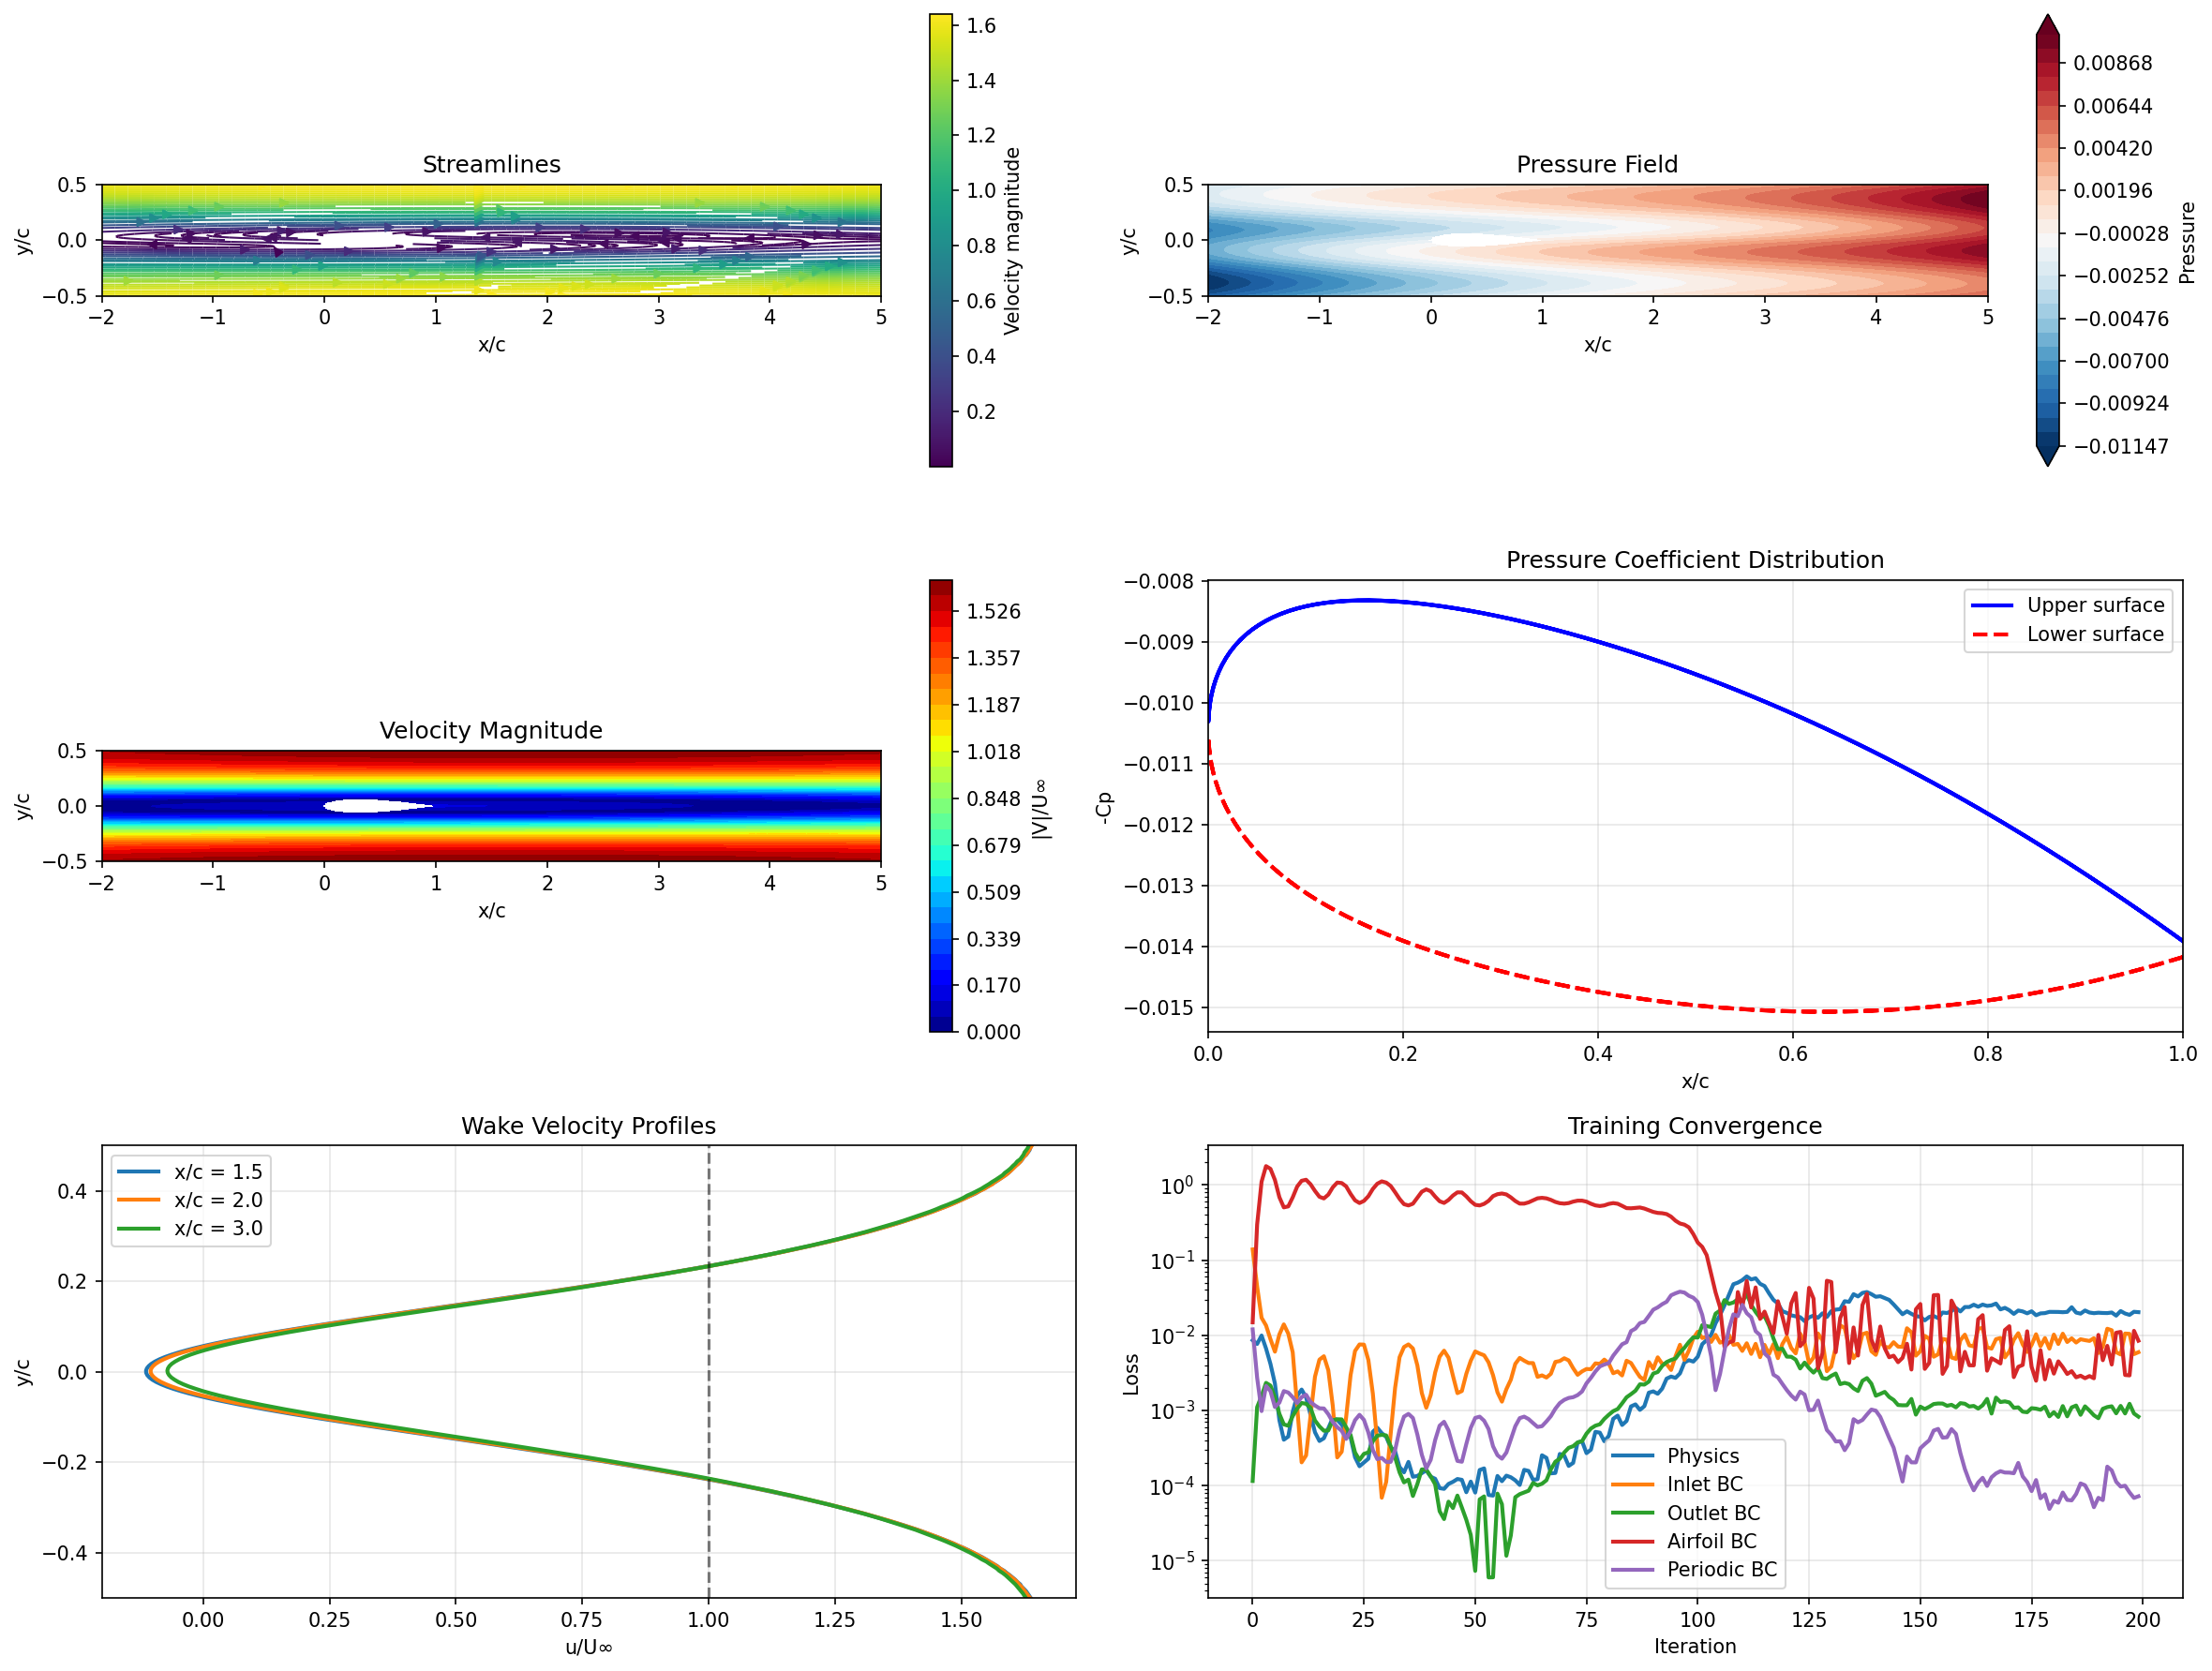 Streamlines
0.5
0.0
−0.5
y/c
−2 −1 0 1 2 3 4 5
x/c
1.6
1.4
1.2
1.0
0.8
0.6
0.4
0.2
Velocity magnitude
Pressure Field
0.5
0.0
−0.5
y/c
−2 −1 0 1 2 3 4 5
x/c
0.00868
0.00644
0.00420
0.00196
−0.00028
−0.00252
−0.00476
−0.00700
−0.00924
−0.01147
Pressure
Velocity Magnitude
0.5
0.0
−0.5
y/c
−2 −1 0 1 2 3 4 5
x/c
1.526
1.357
1.187
1.018
0.848
0.679
0.509
0.339
0.170
0.000
|V|/U∞
Pressure Coefficient Distribution
−0.008
−0.009
−0.010
−0.011
−0.012
−0.013
−0.014
−0.015
-Cp
Upper surface
Lower surface
0.0 0.2 0.4 0.6 0.8 1.0
x/c
Wake Velocity Profiles
x/c = 1.5
x/c = 2.0
x/c = 3.0
0.4
0.2
0.0
−0.2
−0.4
y/c
0.00 0.25 0.50 0.75 1.00 1.25 1.50
u/U∞
Training Convergence
10⁰
10⁻¹
10⁻²
10⁻³
10⁻⁴
10⁻⁵
Loss
Physics
Inlet BC
Outlet BC
Airfoil BC
Periodic BC
0 25 50 75 100 125 150 175 200
Iteration